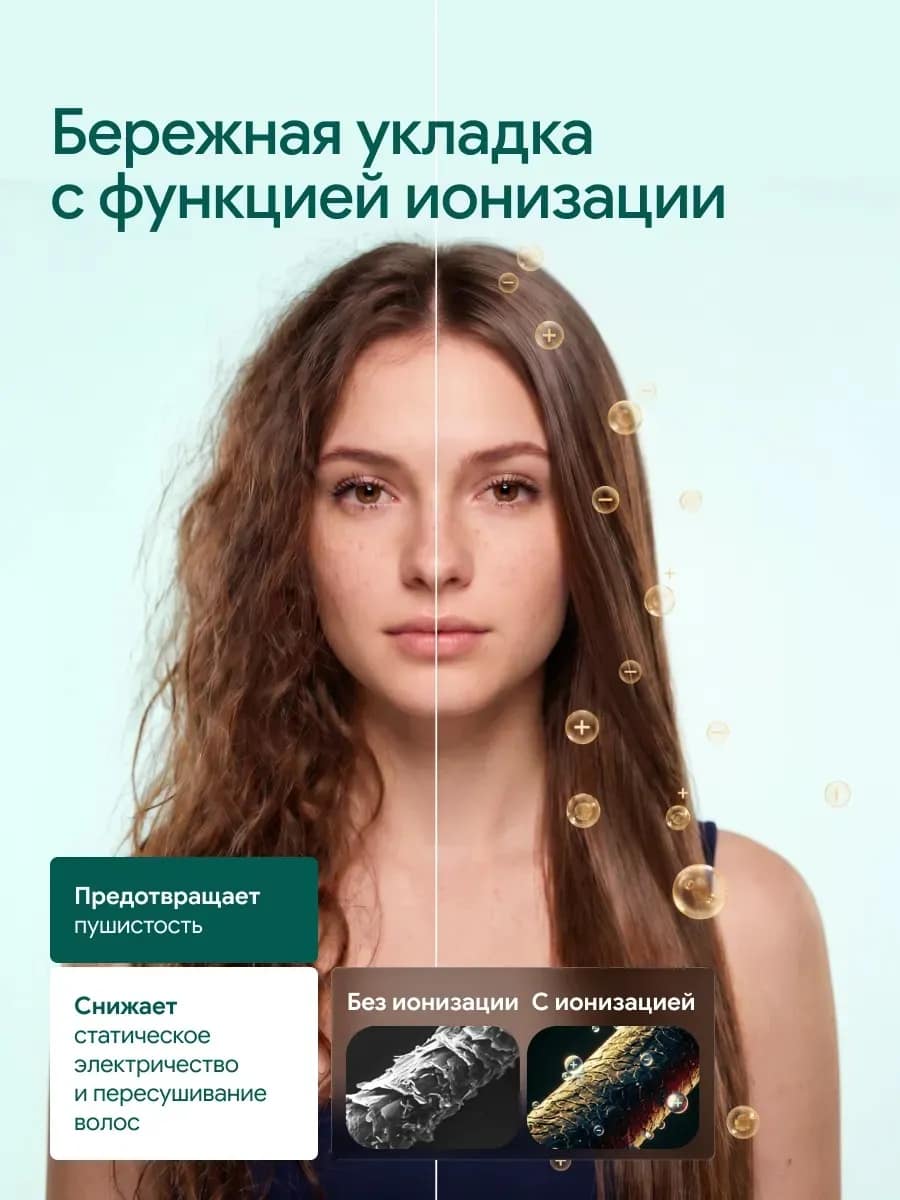 Бережная укладка
с функцией ионизации
Предотвращает
пушистость
Снижает
статическое
электричество
и пересушивание
волос
Без ионизации
С ионизацией